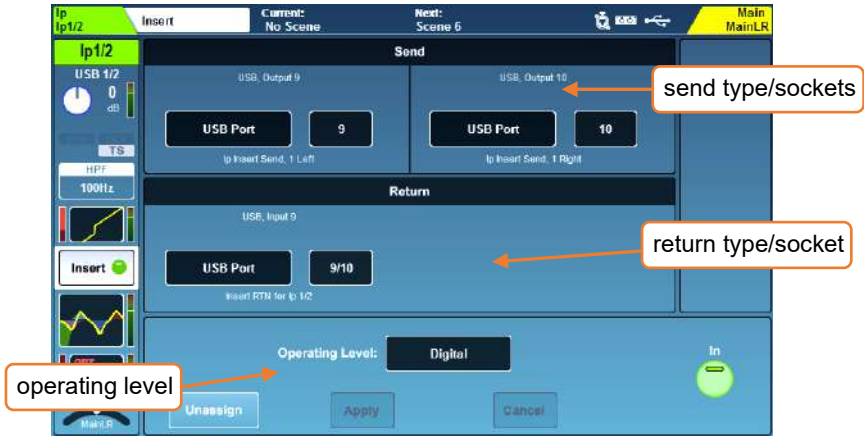 Ip
Ip1/2
Insert
Current:
No Scene
Next:
Scene 6
Main
MainLR
Ip1/2
USB 1/2
0
dB
TS
HPF
100Hz
Insert
MainLR
Send
USB, Output 9
USB Port
9
Ip Insert Send, 1 Left
USB, Output 10
USB Port
10
Ip Insert Send, 1 Right
send type/sockets
Return
USB, Input 9
USB Port
9/10
Insert RTN for Ip 1/2
return type/socket
Operating Level:
Digital
In
operating level
Unassign
Apply
Cancel